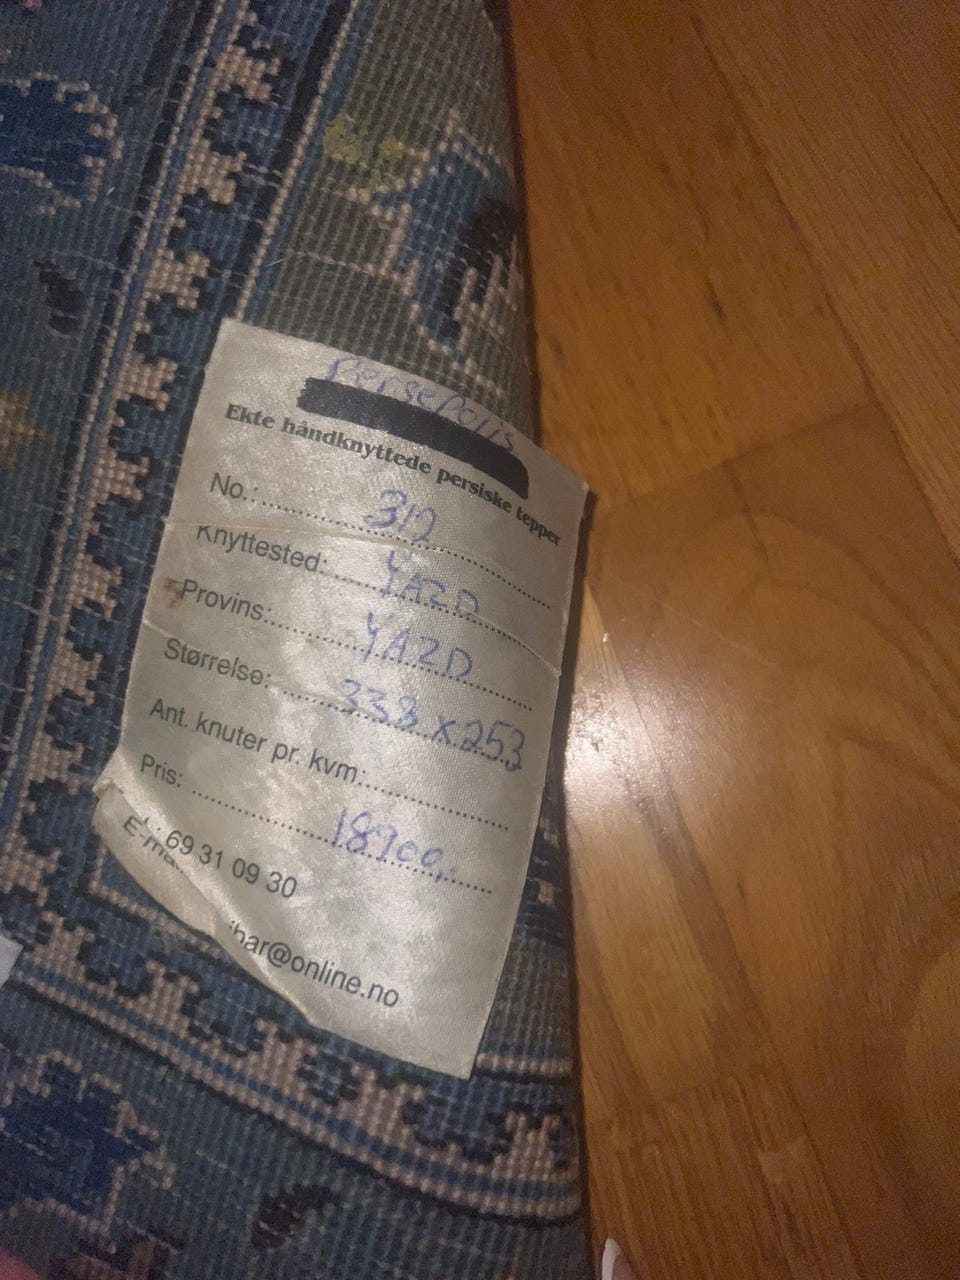 Persepolis
Ekte håndknyttede persiske tepper
No.: 312
Knyttested: YAZD
Provins: YAZD
Størrelse: 338 x 253
Ant. knuter pr. kvm:
Pris: 18900,-
69 31 09 30
@online.no